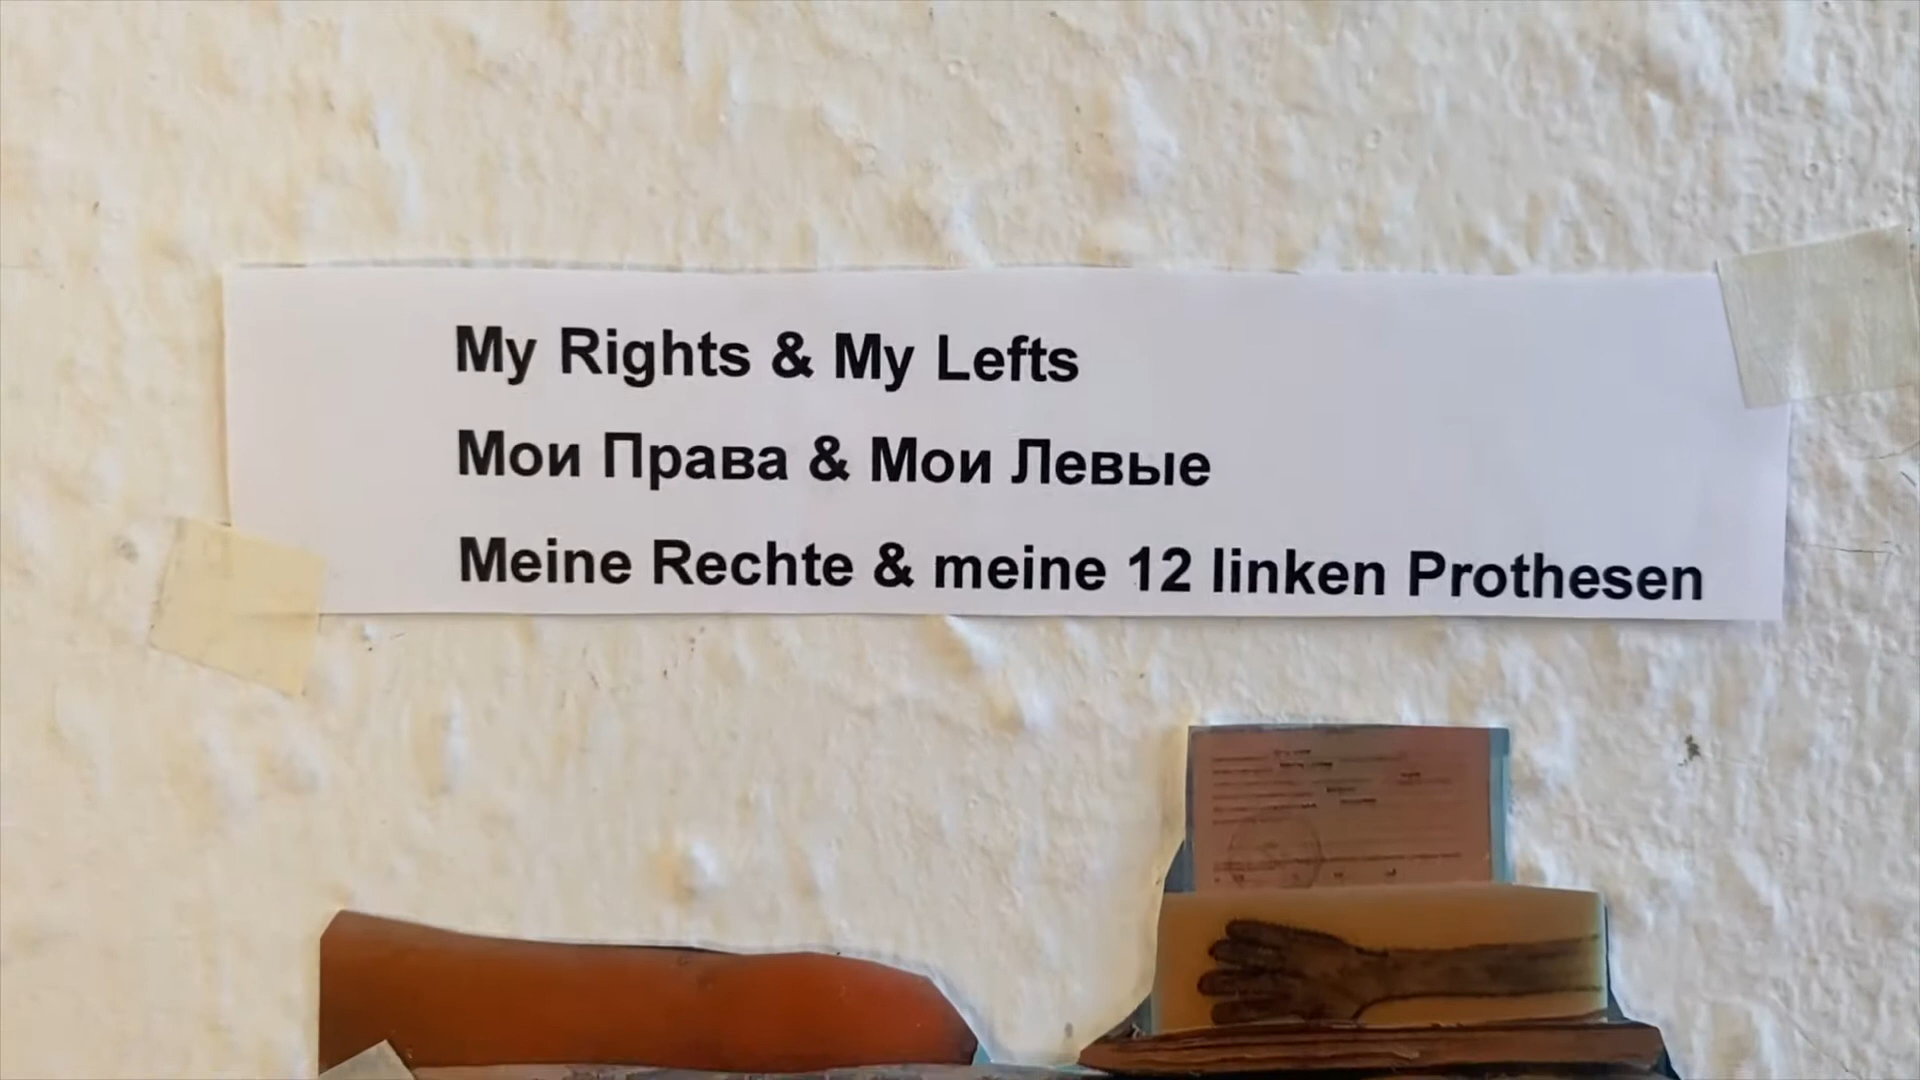 My Rights & My Lefts
Мои Права & Мои Левые
Meine Rechte & meine 12 linken Prothesen